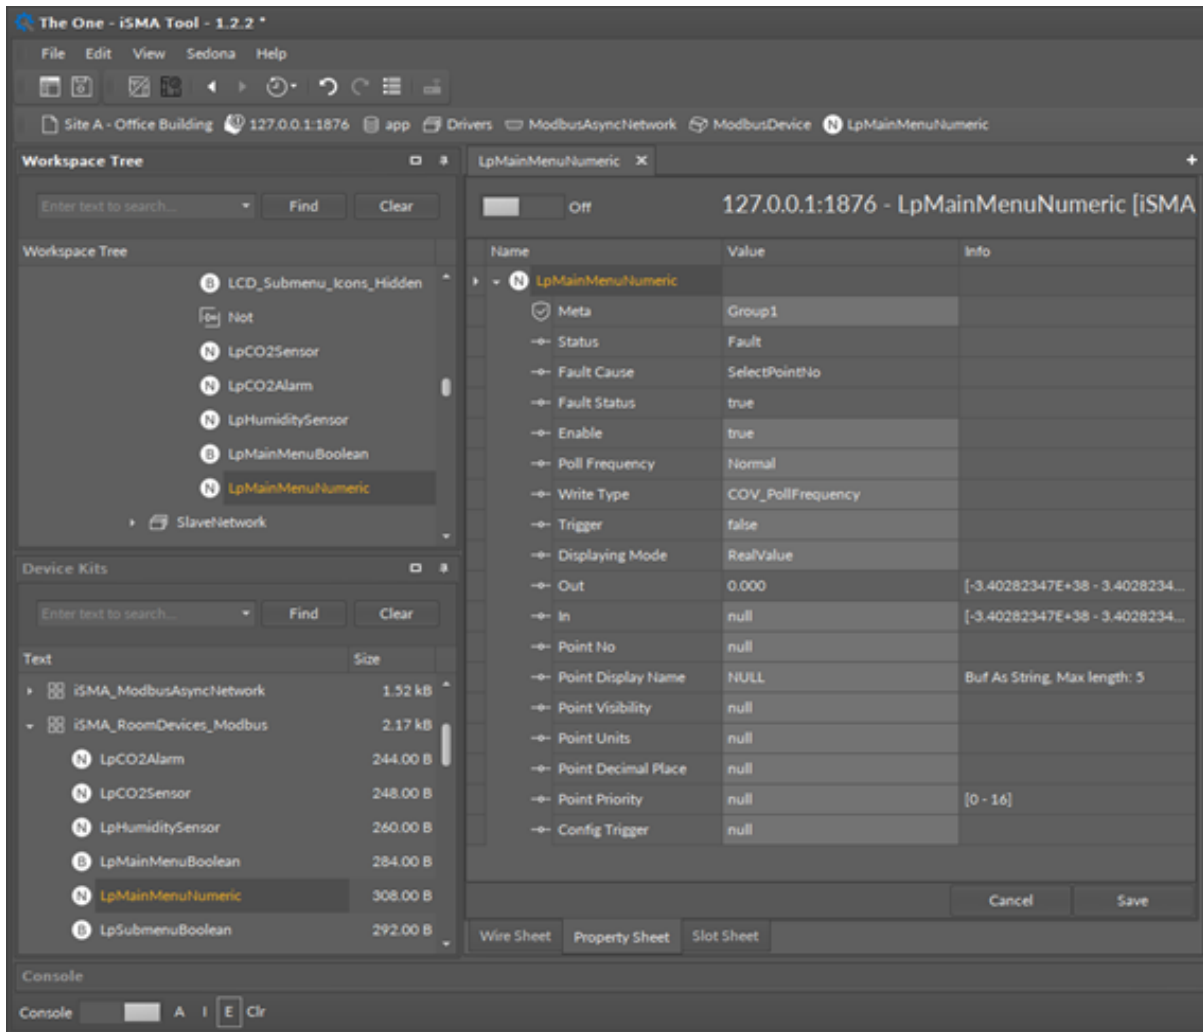 The One - iSMA Tool - 1.2.2 *
File Edit View Sedona Help
Site A - Office Building 127.0.0.1:1876 app Drivers ModbusAsyncNetwork ModbusDevice N LpMainMenuNumeric
Workspace Tree
Enter text to search... Find Clear
Workspace Tree
B LCD_Submenu_Icons_Hidden
Not
N LpCO2Sensor
N LpCO2Alarm
N LpHumiditySensor
B LpMainMenuBoolean
N LpMainMenuNumeric
SlaveNetwork
Device Kits
Enter text to search... Find Clear
Text Size
iSMA_ModbusAsyncNetwork 1.52 kB
iSMA_RoomDevices_Modbus 2.17 kB
N LpCO2Alarm 244.00 B
N LpCO2Sensor 248.00 B
N LpHumiditySensor 260.00 B
B LpMainMenuBoolean 284.00 B
N LpMainMenuNumeric 308.00 B
B LpSubmenuBoolean 292.00 B
LpMainMenuNumeric X +
Off 127.0.0.1:1876 - LpMainMenuNumeric [iSMA
Name Value Info
N LpMainMenuNumeric
Meta Group1
Status Fault
Fault Cause SelectPointNo
Fault Status true
Enable true
Poll Frequency Normal
Write Type COV_PollFrequency
Trigger false
Displaying Mode RealValue
Out 0.000 [-3.40282347E+38 - 3.4028234...
In null [-3.40282347E+38 - 3.4028234...
Point No null
Point Display Name NULL Buf As String, Max length: 5
Point Visibility null
Point Units null
Point Decimal Place null
Point Priority null [0 - 16]
Config Trigger null
Cancel Save
Wire Sheet Property Sheet Slot Sheet
Console
Console A I E Clr